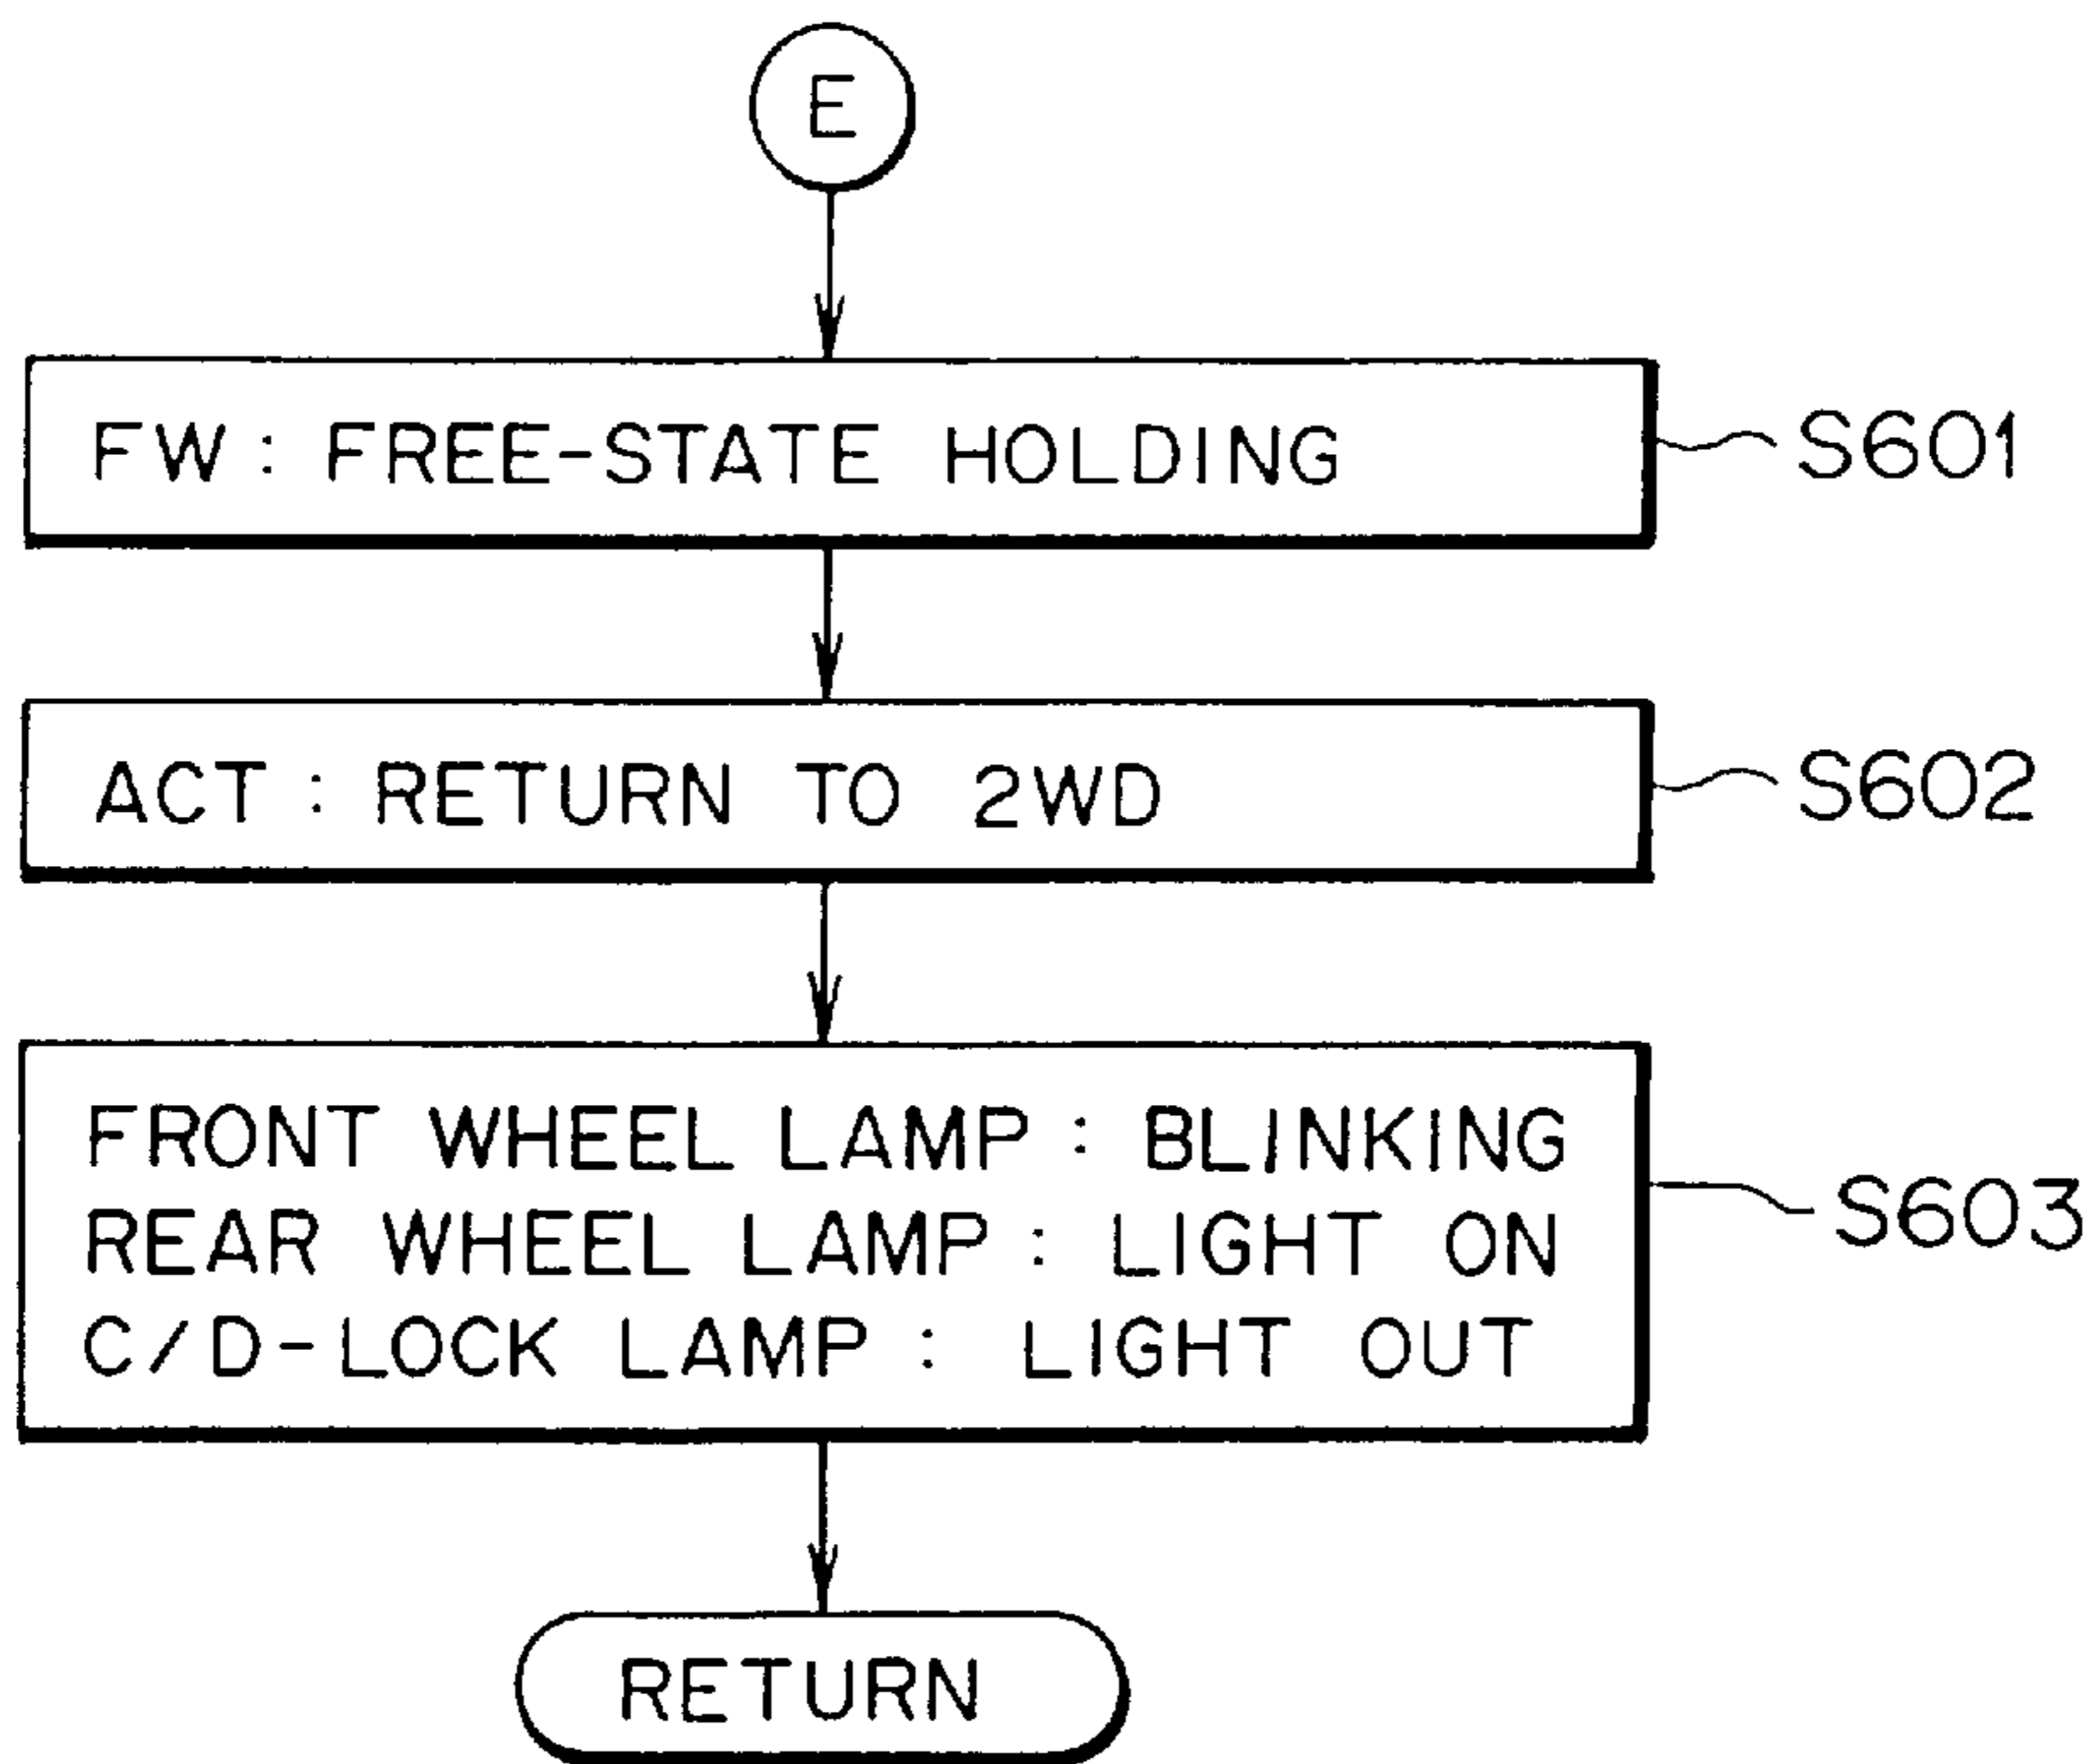 E
FW : FREE-STATE HOLDING
S601
ACT : RETURN TO 2WD
S602
FRONT WHEEL LAMP : BLINKING
REAR WHEEL LAMP : LIGHT ON
C/D-LOCK LAMP : LIGHT OUT
S603
RETURN